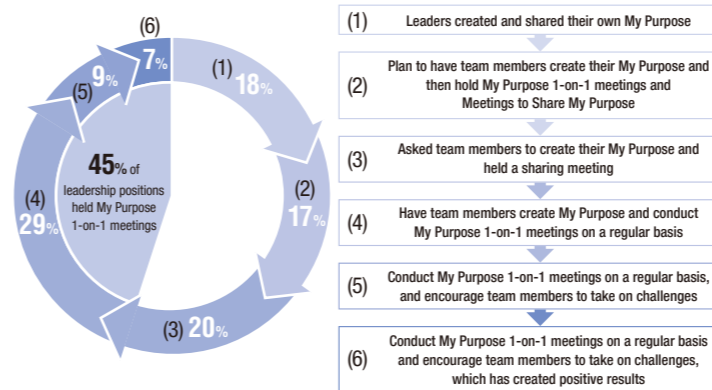 (6)
7%
(1)
18%
(5)
9%
45% of
leadership positions
held My Purpose
1-on-1 meetings
(4)
29%
(2)
17%
(3) 20%
(1) Leaders created and shared their own My Purpose
(2) Plan to have team members create their My Purpose and
then hold My Purpose 1-on-1 meetings and
Meetings to Share My Purpose
(3) Asked team members to create their My Purpose and
held a sharing meeting
(4) Have team members create My Purpose and conduct
My Purpose 1-on-1 meetings on a regular basis
(5) Conduct My Purpose 1-on-1 meetings on a regular basis,
and encourage team members to take on challenges
(6) Conduct My Purpose 1-on-1 meetings on a regular basis
and encourage team members to take on challenges,
which has created positive results